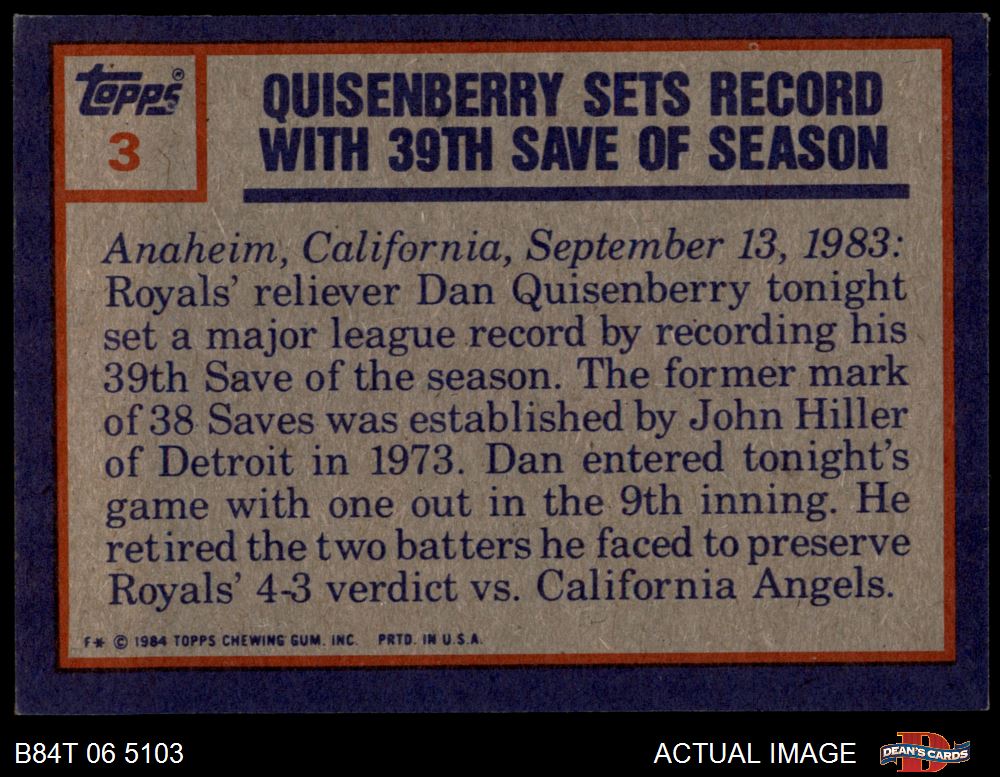 Topps®
3
QUISENBERRY SETS RECORD
WITH 39TH SAVE OF SEASON
Anaheim, California, September 13, 1983:
Royals' reliever Dan Quisenberry tonight
set a major league record by recording his
39th Save of the season. The former mark
of 38 Saves was established by John Hiller
of Detroit in 1973. Dan entered tonight's
game with one out in the 9th inning. He
retired the two batters he faced to preserve
Royals' 4-3 verdict vs. California Angels.
F* © 1984 TOPPS CHEWING GUM. INC. PRTD. IN U.S.A.
B84T 06 5103
ACTUAL IMAGE
DEAN'S CARDS